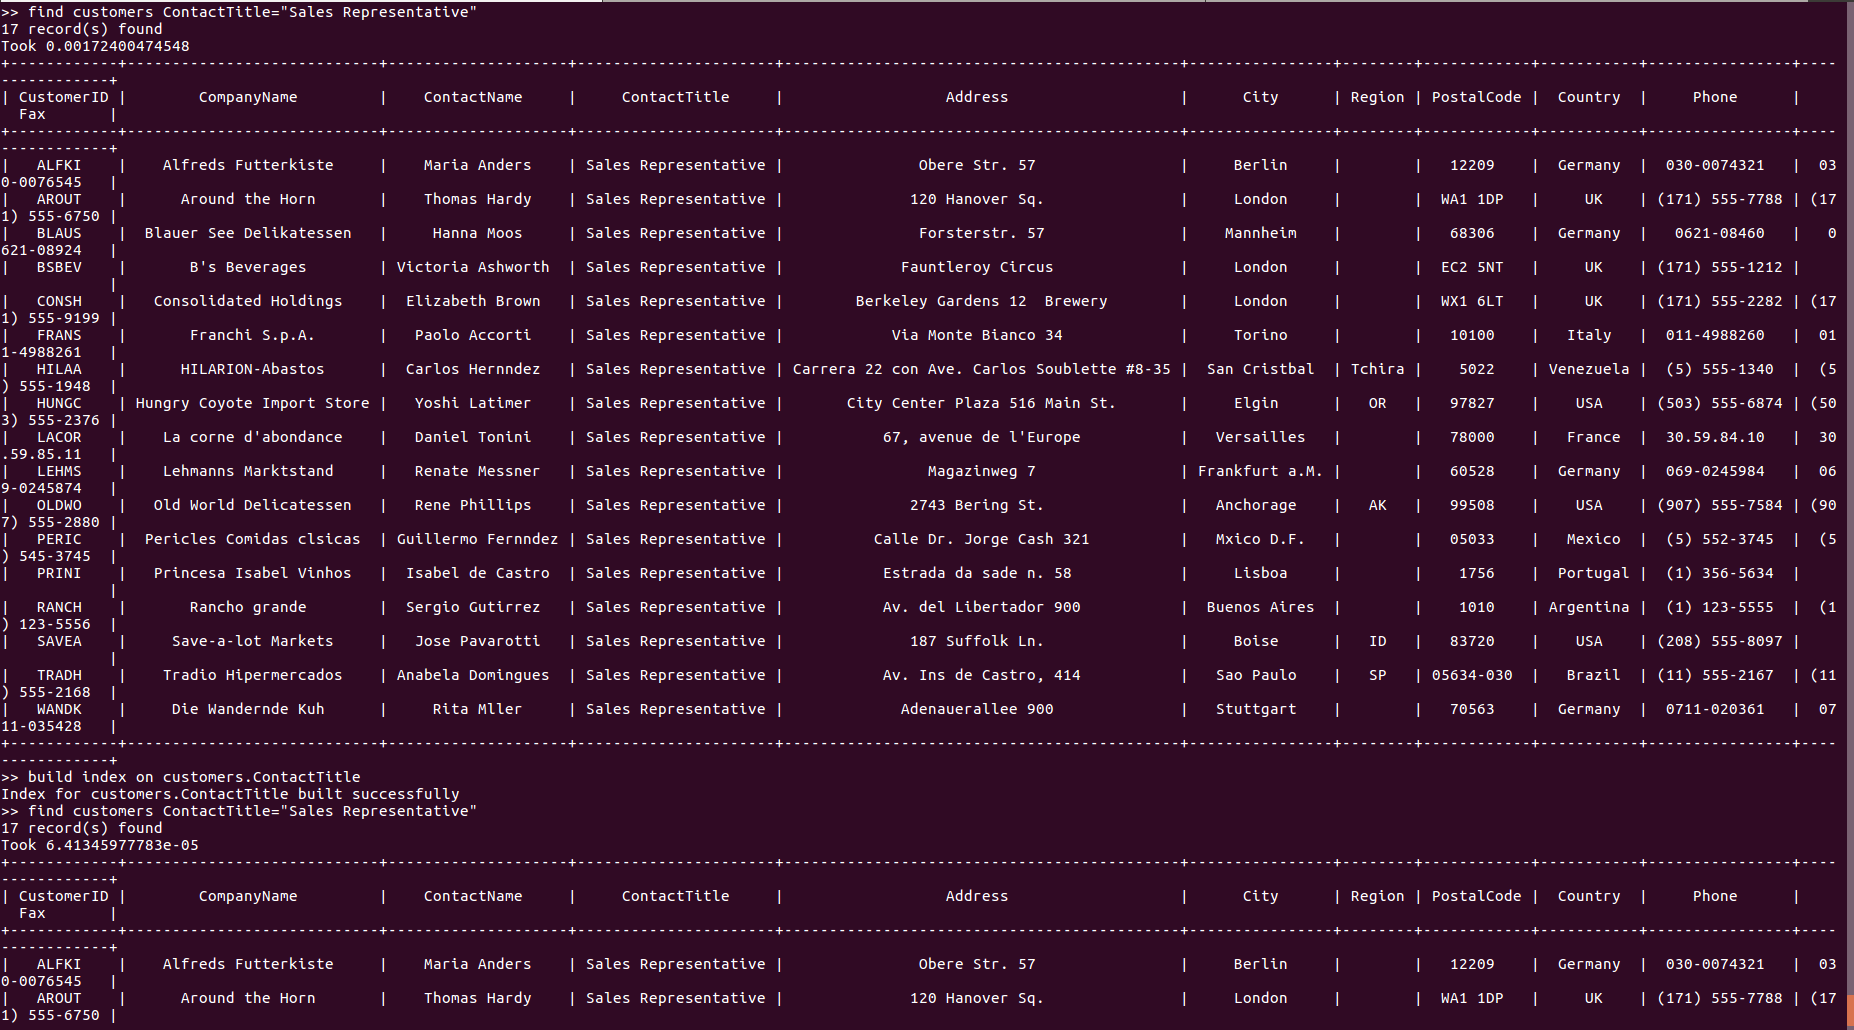 >> find customers ContactTitle="Sales Representative"
17 record(s) found
Took 0.00172400474548
+------------+----------------------------+--------------------+----------------------+--------------------------------------------+----------------+--------+------------+-----------+----------------+----
------------+
| CustomerID |        CompanyName         |    ContactName     |     ContactTitle     |                  Address                   |      City      | Region | PostalCode |  Country  |     Phone      |
  Fax       |
+------------+----------------------------+--------------------+----------------------+--------------------------------------------+----------------+--------+------------+-----------+----------------+----
------------+
|   ALFKI    |    Alfreds Futterkiste     |    Maria Anders    | Sales Representative |               Obere Str. 57                |     Berlin     |        |   12209    |  Germany  |  030-0074321   |  03
0-0076545   |
|   AROUT    |      Around the Horn       |    Thomas Hardy    | Sales Representative |              120 Hanover Sq.               |     London     |        |  WA1 1DP   |     UK    | (171) 555-7788 | (17
1) 555-6750 |
|   BLAUS    |  Blauer See Delikatessen   |     Hanna Moos     | Sales Representative |               Forsterstr. 57               |    Mannheim    |        |   68306    |  Germany  |   0621-08460   |   0
621-08924   |
|   BSBEV    |       B's Beverages        | Victoria Ashworth  | Sales Representative |             Fauntleroy Circus              |     London     |        |  EC2 5NT   |     UK    | (171) 555-1212 |
            |
|   CONSH    |   Consolidated Holdings    |  Elizabeth Brown   | Sales Representative |        Berkeley Gardens 12  Brewery        |     London     |        |  WX1 6LT   |     UK    | (171) 555-2282 | (17
1) 555-9199 |
|   FRANS    |       Franchi S.p.A.       |   Paolo Accorti    | Sales Representative |            Via Monte Bianco 34             |     Torino     |        |   10100    |   Italy   |  011-4988260   |  01
1-4988261   |
|   HILAA    |      HILARION-Abastos      |  Carlos Hernndez   | Sales Representative | Carrera 22 con Ave. Carlos Soublette #8-35 |  San Cristbal  | Tchira |    5022    | Venezuela |  (5) 555-1340  |  (5
) 555-1948  |
|   HUNGC    | Hungry Coyote Import Store |   Yoshi Latimer    | Sales Representative |       City Center Plaza 516 Main St.       |     Elgin      |   OR   |   97827    |    USA    | (503) 555-6874 | (50
3) 555-2376 |
|   LACOR    |    La corne d'abondance    |   Daniel Tonini    | Sales Representative |           67, avenue de l'Europe           |   Versailles   |        |   78000    |   France  |  30.59.84.10   |  30
.59.85.11   |
|   LEHMS    |    Lehmanns Marktstand     |   Renate Messner   | Sales Representative |                Magazinweg 7                | Frankfurt a.M. |        |   60528    |  Germany  |  069-0245984   |  06
9-0245874   |
|   OLDWO    |   Old World Delicatessen   |   Rene Phillips    | Sales Representative |              2743 Bering St.               |   Anchorage    |   AK   |   99508    |    USA    | (907) 555-7584 | (90
7) 555-2880 |
|   PERIC    |  Pericles Comidas clsicas  | Guillermo Fernndez | Sales Representative |          Calle Dr. Jorge Cash 321          |  Mxico D.F.    |        |   05033    |   Mexico  |  (5) 552-3745  |  (5
) 545-3745  |
|   PRINI    |   Princesa Isabel Vinhos   |  Isabel de Castro  | Sales Representative |           Estrada da sade n. 58            |     Lisboa     |        |    1756    |  Portugal |  (1) 356-5634  |
            |
|   RANCH    |       Rancho grande        |  Sergio Gutirrez   | Sales Representative |           Av. del Libertador 900           |  Buenos Aires  |        |    1010    | Argentina |  (1) 123-5555  |  (1
) 123-5556  |
|   SAVEA    |     Save-a-lot Markets     |   Jose Pavarotti   | Sales Representative |              187 Suffolk Ln.               |     Boise      |   ID   |   83720    |    USA    | (208) 555-8097 |
            |
|   TRADH    |    Tradio Hipermercados    | Anabela Domingues  | Sales Representative |           Av. Ins de Castro, 414           |   Sao Paulo    |   SP   | 05634-030  |   Brazil  | (11) 555-2167  | (11
) 555-2168  |
|   WANDK    |     Die Wandernde Kuh      |     Rita Mller     | Sales Representative |             Adenauerallee 900              |   Stuttgart    |        |   70563    |  Germany  |  0711-020361   |  07
11-035428   |
+------------+----------------------------+--------------------+----------------------+--------------------------------------------+----------------+--------+------------+-----------+----------------+----
------------+
>> build index on customers.ContactTitle
Index for customers.ContactTitle built successfully
>> find customers ContactTitle="Sales Representative"
17 record(s) found
Took 6.41345977783e-05
+------------+----------------------------+--------------------+----------------------+--------------------------------------------+----------------+--------+------------+-----------+----------------+----
------------+
| CustomerID |        CompanyName         |    ContactName     |     ContactTitle     |                  Address                   |      City      | Region | PostalCode |  Country  |     Phone      |
  Fax       |
+------------+----------------------------+--------------------+----------------------+--------------------------------------------+----------------+--------+------------+-----------+----------------+----
------------+
|   ALFKI    |    Alfreds Futterkiste     |    Maria Anders    | Sales Representative |               Obere Str. 57                |     Berlin     |        |   12209    |  Germany  |  030-0074321   |  03
0-0076545   |
|   AROUT    |      Around the Horn       |    Thomas Hardy    | Sales Representative |              120 Hanover Sq.               |     London     |        |  WA1 1DP   |     UK    | (171) 555-7788 | (17
1) 555-6750 |